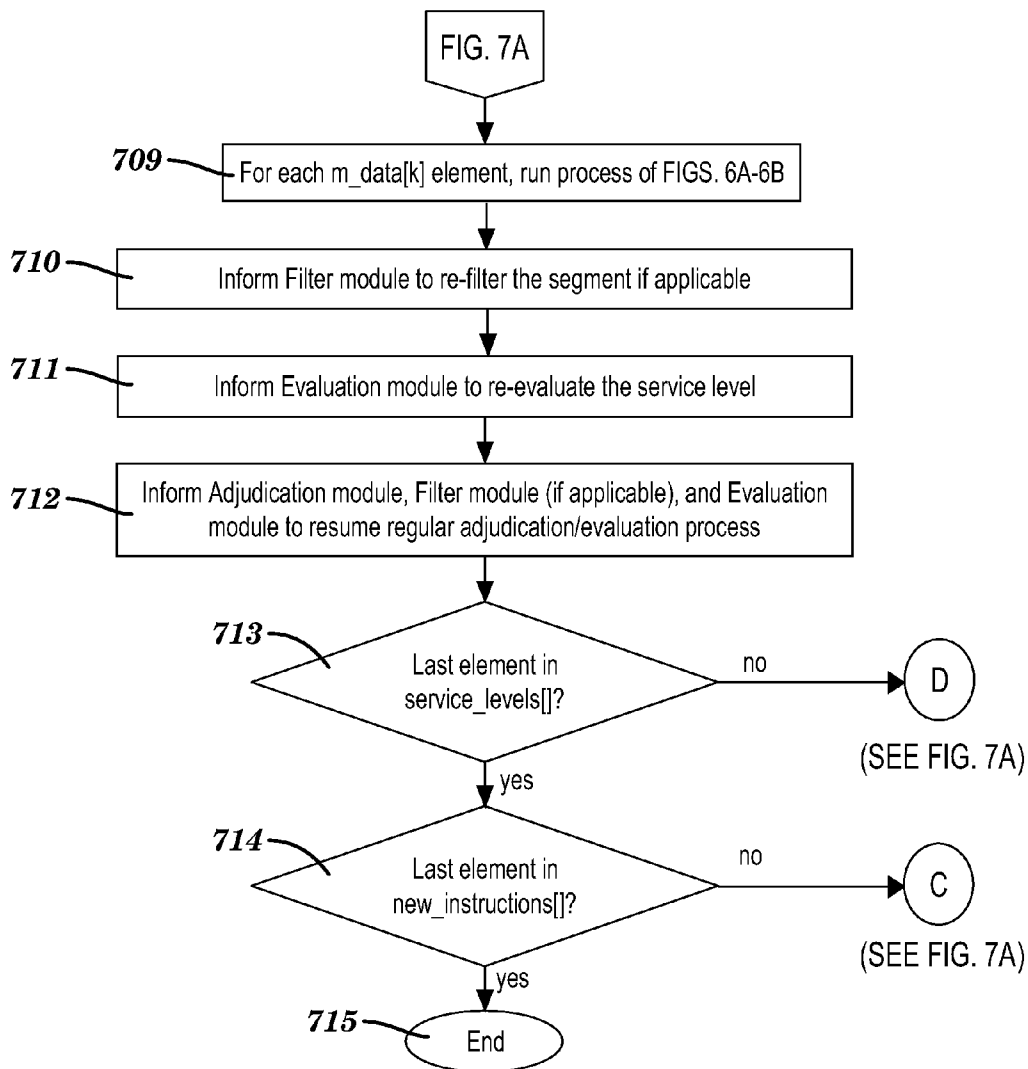 FIG. 7A
709
For each m_data[k] element, run process of FIGS. 6A-6B
710
Inform Filter module to re-filter the segment if applicable
711
Inform Evaluation module to re-evaluate the service level
712
Inform Adjudication module, Filter module (if applicable), and Evaluation
module to resume regular adjudication/evaluation process
713
Last element in
service_levels[]?
no
D
(SEE FIG. 7A)
yes
714
Last element in
new_instructions[]?
no
C
(SEE FIG. 7A)
yes
715
End